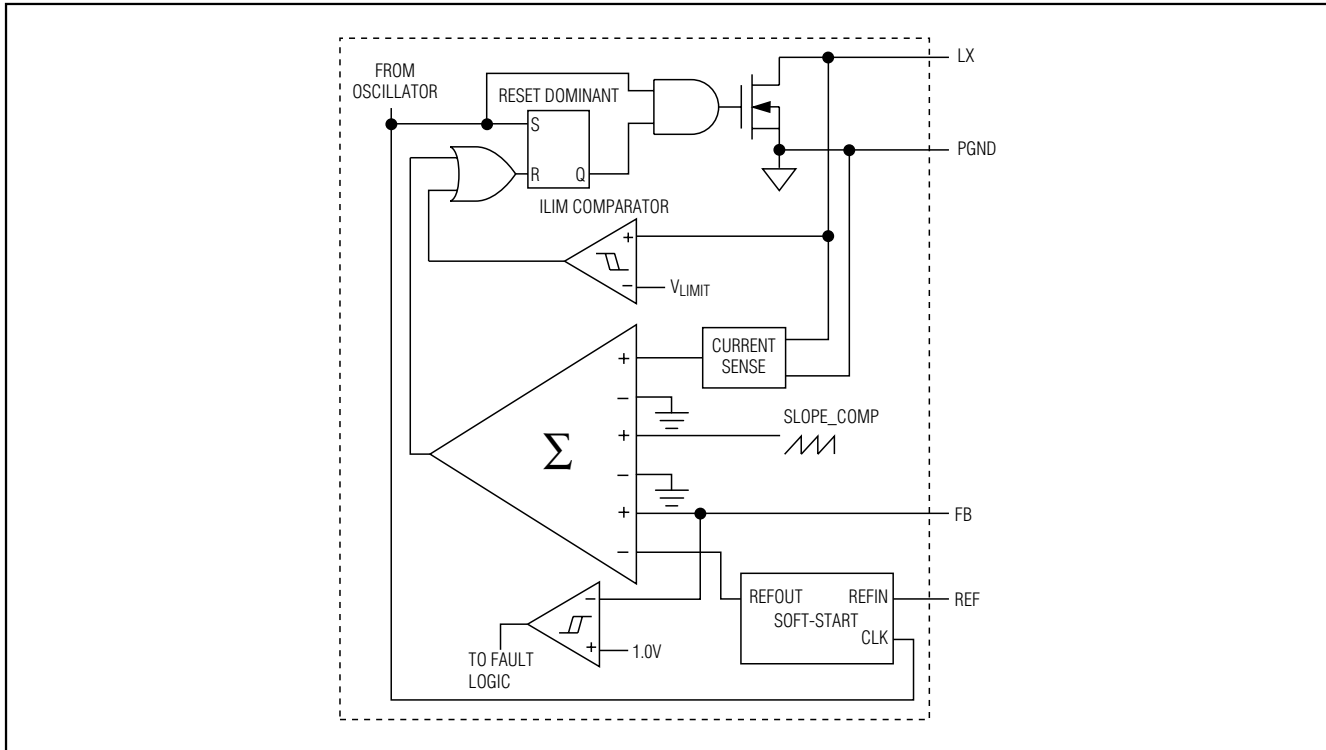 FROM
OSCILLATOR
LX
RESET DOMINANT
S
R
Q
PGND
ILIM COMPARATOR
+
−
VLIMIT
CURRENT
SENSE
+
−
+
−
+
−
Σ
SLOPE_COMP
FB
REFOUT
REFIN
SOFT-START
CLK
REF
−
+
1.0V
TO FAULT
LOGIC